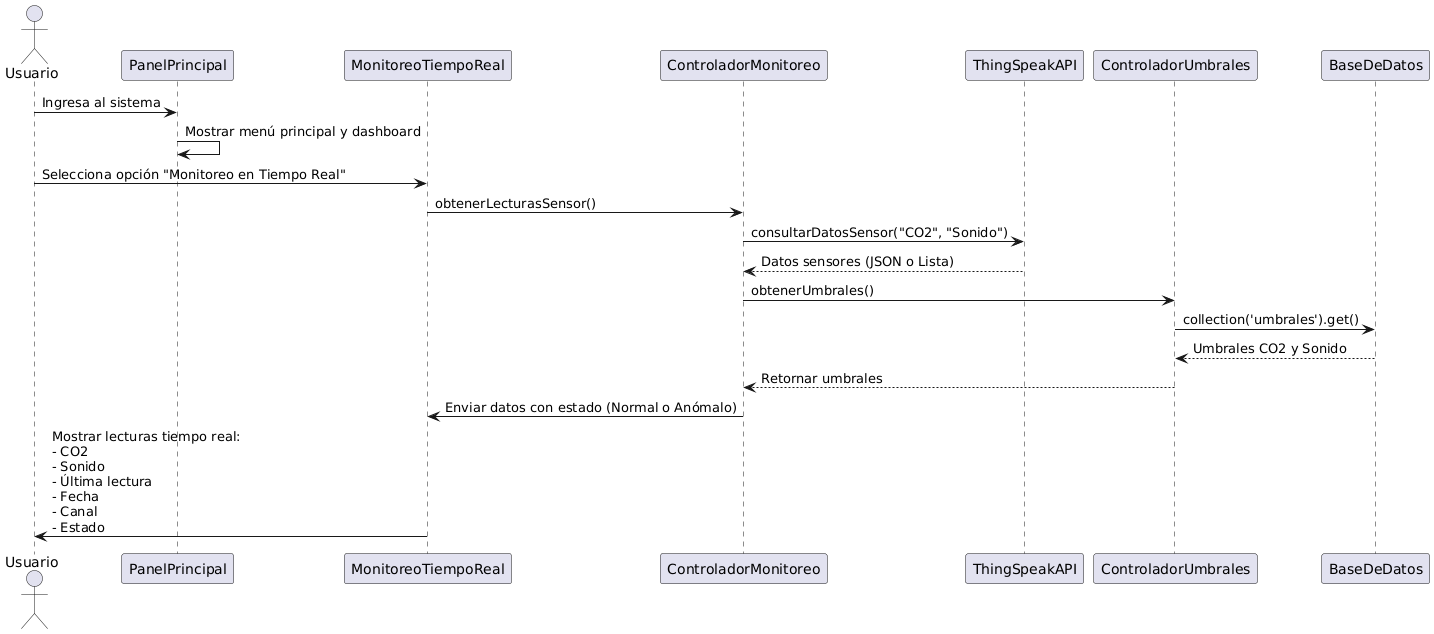 Usuario
PanelPrincipal
MonitoreoTiempoReal
ControladorMonitoreo
ThingSpeakAPI
ControladorUmbrales
BaseDeDatos
Ingresa al sistema
Mostrar menú principal y dashboard
Selecciona opción "Monitoreo en Tiempo Real"
obtenerLecturasSensor()
consultarDatosSensor("CO2", "Sonido")
Datos sensores (JSON o Lista)
obtenerUmbrales()
collection('umbrales').get()
Umbrales CO2 y Sonido
Retornar umbrales
Enviar datos con estado (Normal o Anómalo)
Mostrar lecturas tiempo real:
- CO2
- Sonido
- Última lectura
- Fecha
- Canal
- Estado
Usuario
PanelPrincipal
MonitoreoTiempoReal
ControladorMonitoreo
ThingSpeakAPI
ControladorUmbrales
BaseDeDatos